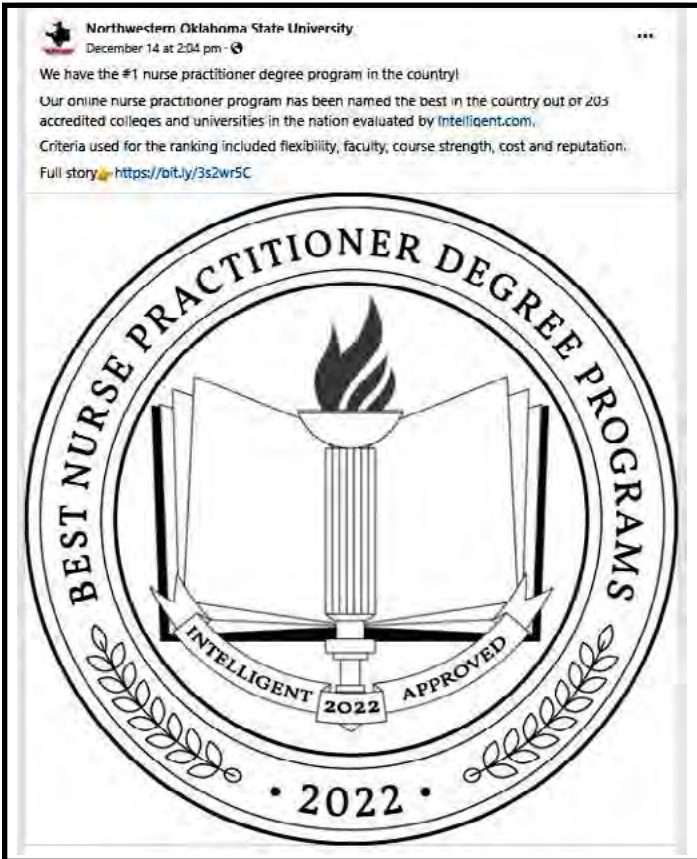 Northwestern Oklahoma State University
December 14 at 2:04 pm ·
We have the #1 nurse practitioner degree program in the country!
Our online nurse practitioner program has been named the best in the country out of 203
accredited colleges and universities in the nation evaluated by Intelligent.com.
Criteria used for the ranking included flexibility, faculty, course strength, cost and reputation.
Full story👉 https://bit.ly/3s2wr5C
BEST NURSE PRACTITIONER DEGREE PROGRAMS
INTELLIGENT APPROVED
2022
· 2022 ·